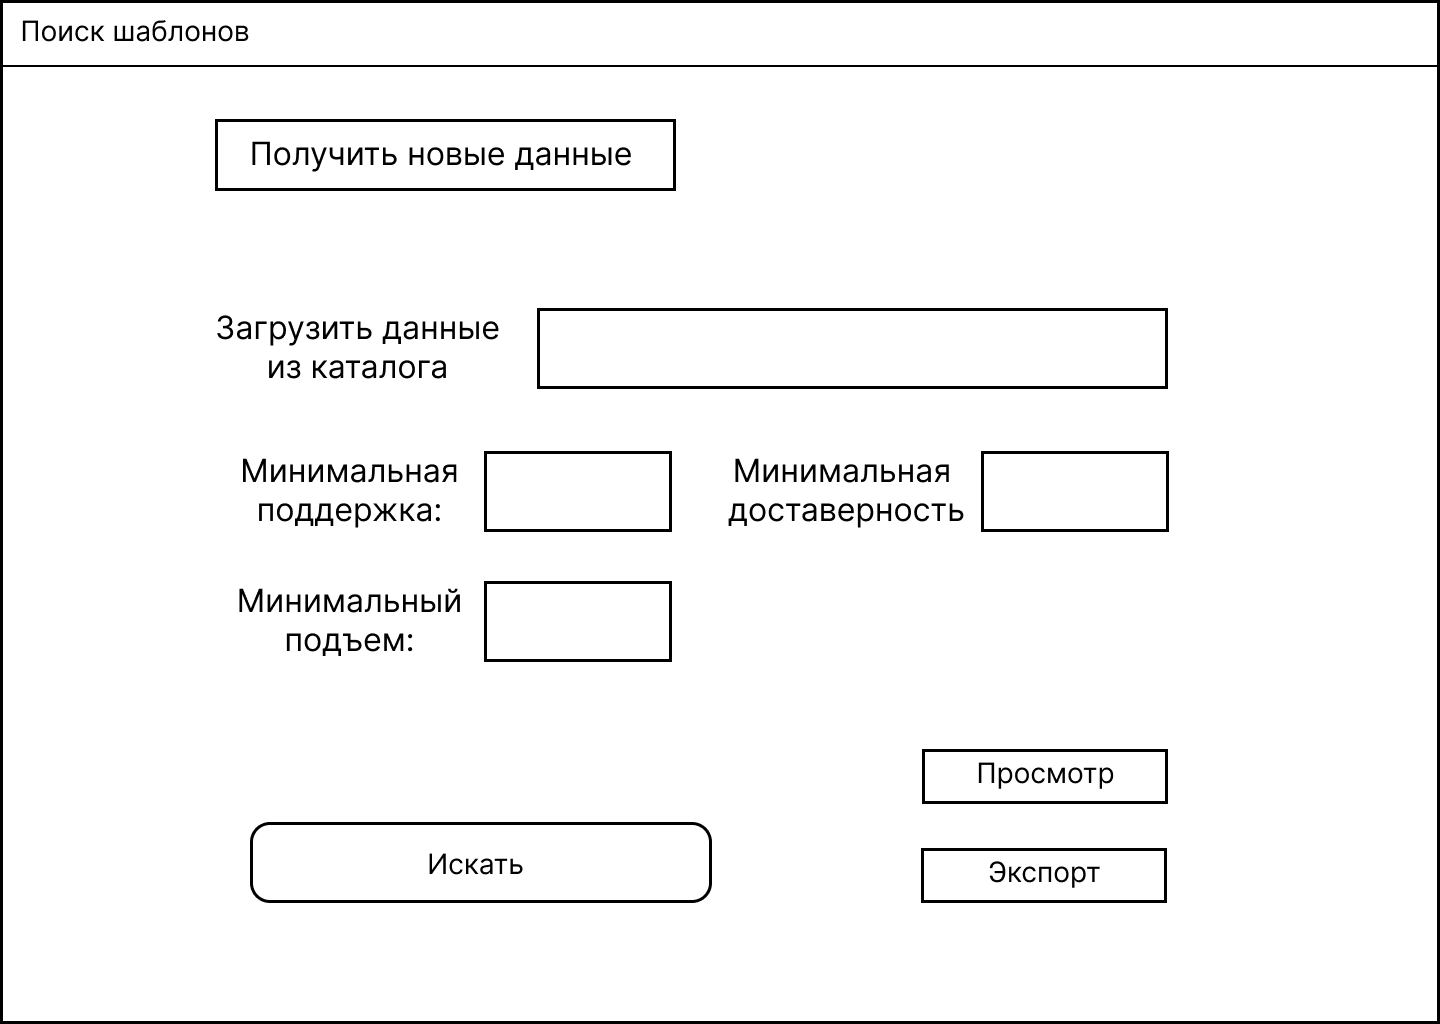 Поиск шаблонов
Получить новые данные
Загрузить данные
из каталога
Минимальная
поддержка:
Минимальная
доставерность
Минимальный
подъем:
Просмотр
Искать
Экспорт